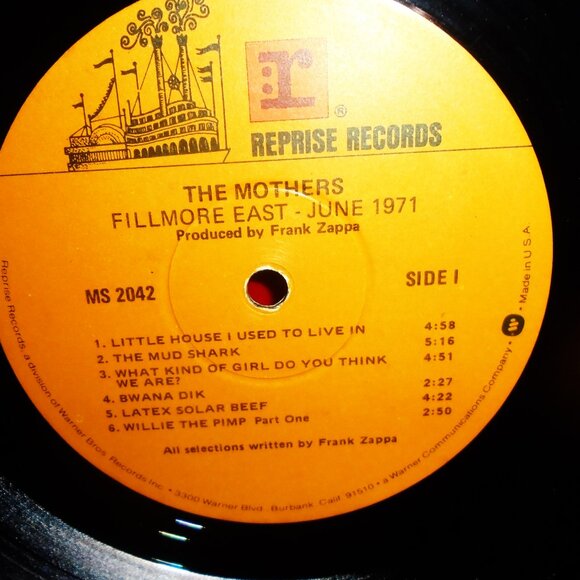 r
®
REPRISE RECORDS
THE MOTHERS
FILLMORE EAST - JUNE 1971
Produced by Frank Zappa
MS 2042
SIDE I
1. LITTLE HOUSE I USED TO LIVE IN 4:58
2. THE MUD SHARK 5:16
3. WHAT KIND OF GIRL DO YOU THINK 4:51
WE ARE?
4. BWANA DIK 2:27
5. LATEX SOLAR BEEF 4:22
6. WILLIE THE PIMP Part One 2:50
All selections written by Frank Zappa
Reprise Records, a division of Warner Bros. Records Inc. • 3300 Warner Blvd., Burbank, Calif. 91510 • a Warner Communications Company • Made in U.S.A.